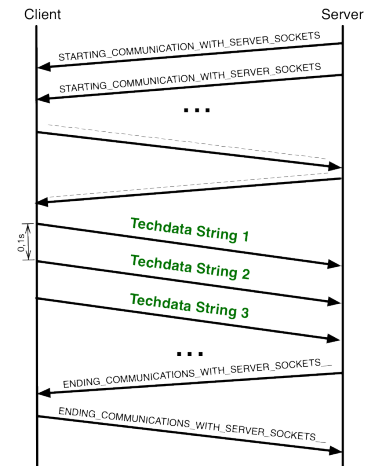 Client Server
STARTING_COMMUNICATION_WITH_SERVER_SOCKETS
STARTING_COMMUNICATION_WITH_SERVER_SOCKETS
...
Techdata String 1
0,1s
Techdata String 2
Techdata String 3
...
ENDING_COMMUNICATIONS_WITH_SERVER_SOCKETS__
ENDING_COMMUNICATIONS_WITH_SERVER_SOCKETS__